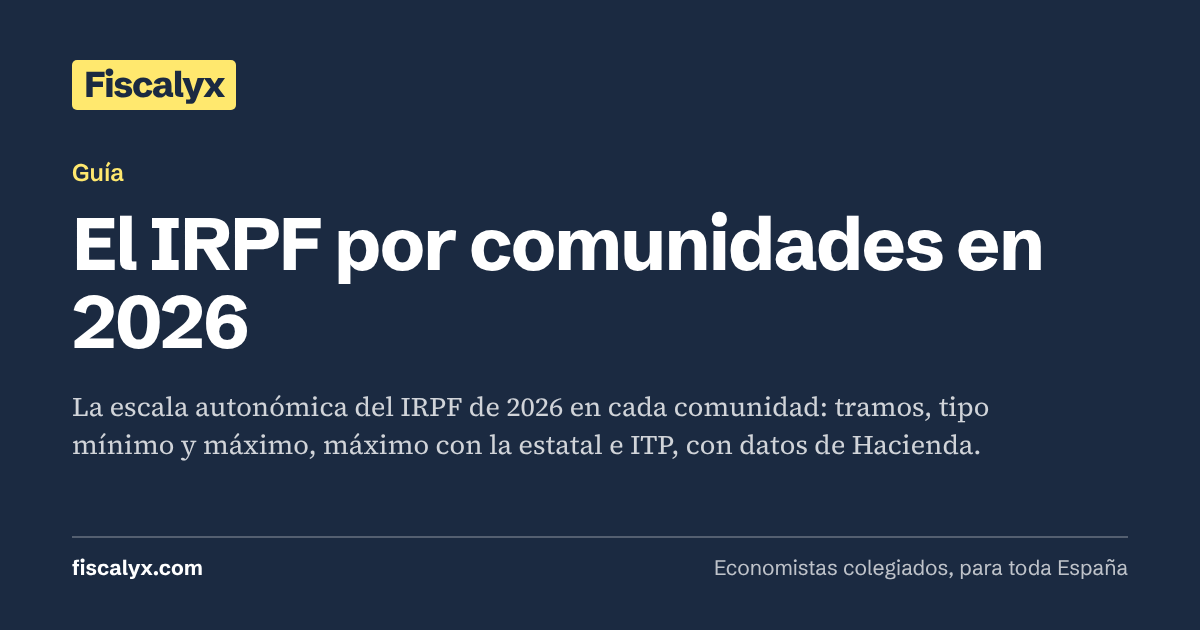 Fiscalyx
Guía
El IRPF por comunidades en
2026
La escala autonómica del IRPF de 2026 en cada comunidad: tramos, tipo
mínimo y máximo, máximo con la estatal e ITP, con datos de Hacienda.
fiscalyx.com
Economistas colegiados, para toda España